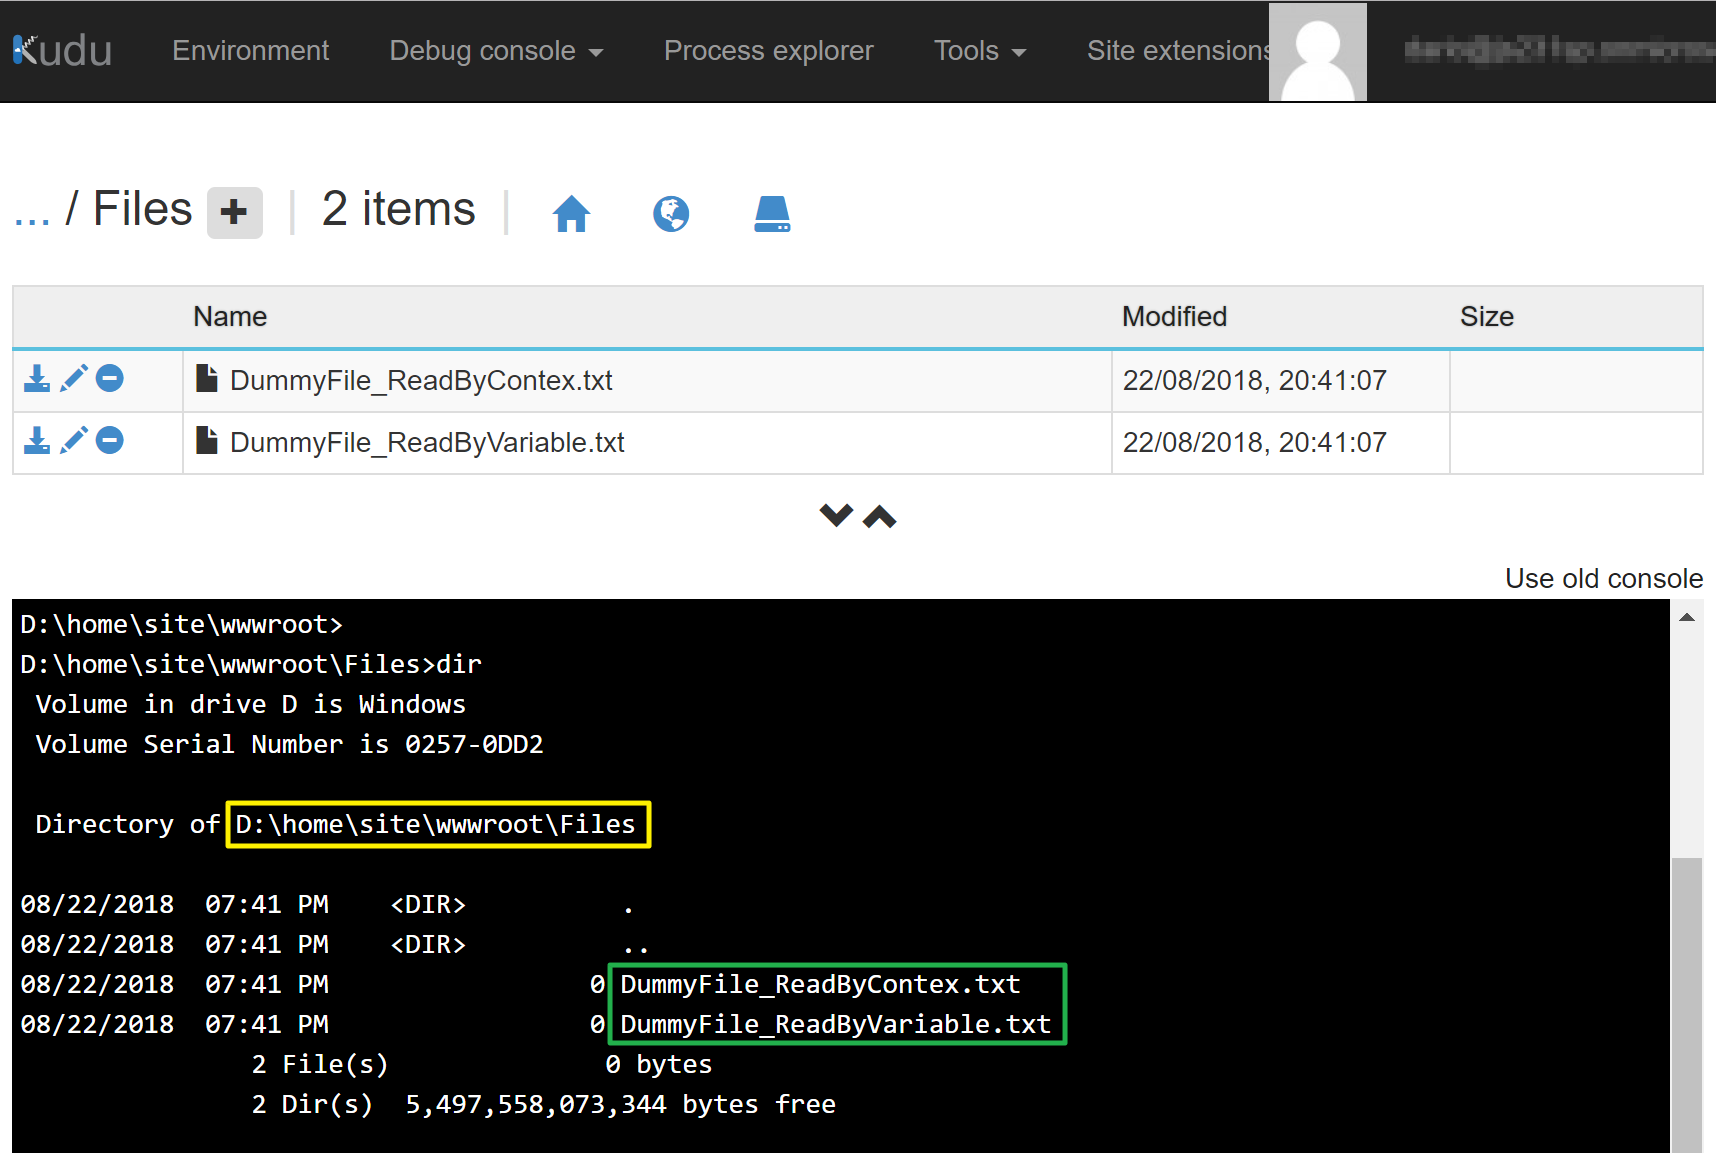 Kudu Environment Debug console Process explorer Tools Site extensions
... / Files 2 items
Name Modified Size
DummyFile_ReadByContex.txt 22/08/2018, 20:41:07
DummyFile_ReadByVariable.txt 22/08/2018, 20:41:07
Use old console
D:\home\site\wwwroot>
D:\home\site\wwwroot\Files>dir
Volume in drive D is Windows
Volume Serial Number is 0257-0DD2
Directory of D:\home\site\wwwroot\Files
08/22/2018 07:41 PM <DIR> .
08/22/2018 07:41 PM <DIR> ..
08/22/2018 07:41 PM 0 DummyFile_ReadByContex.txt
08/22/2018 07:41 PM 0 DummyFile_ReadByVariable.txt
2 File(s) 0 bytes
2 Dir(s) 5,497,558,073,344 bytes free